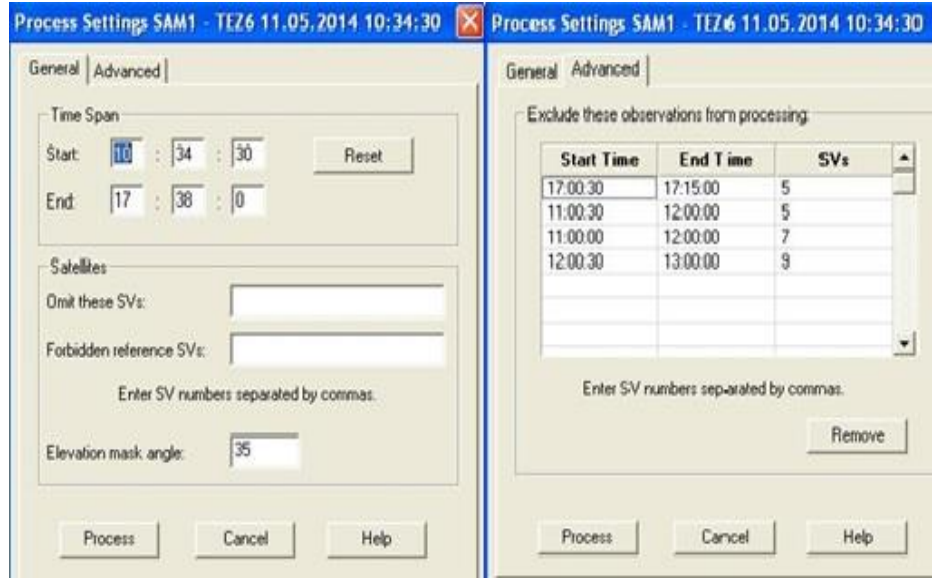 Process Settings SAM1 - TEZ6 11.05.2014 10:34:30
General Advanced
Time Span
Start: 10 : 34 : 30 Reset
End: 17 : 38 : 0
Satellites
Omit these SVs:
Forbidden reference SVs:
Enter SV numbers separated by commas.
Elevation mask angle: 35
Process Cancel Help
Process Settings SAM1 - TEZ6 11.05.2014 10:34:30
General Advanced
Exclude these observations from processing:
Start Time End Time SVs
17:00:30 17:15:00 5
11:00:30 12:00:00 5
11:00:00 12:00:00 7
12:00:30 13:00:00 9
Enter SV numbers separated by commas.
Remove
Process Cancel Help